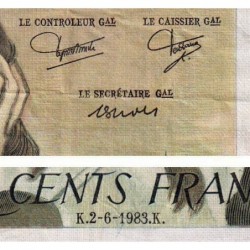 LE CONTROLEUR GAL LE CAISSIER GAL
LE SECRÉTAIRE GAL
CENTS FRAN
K.2-6-1983.K.